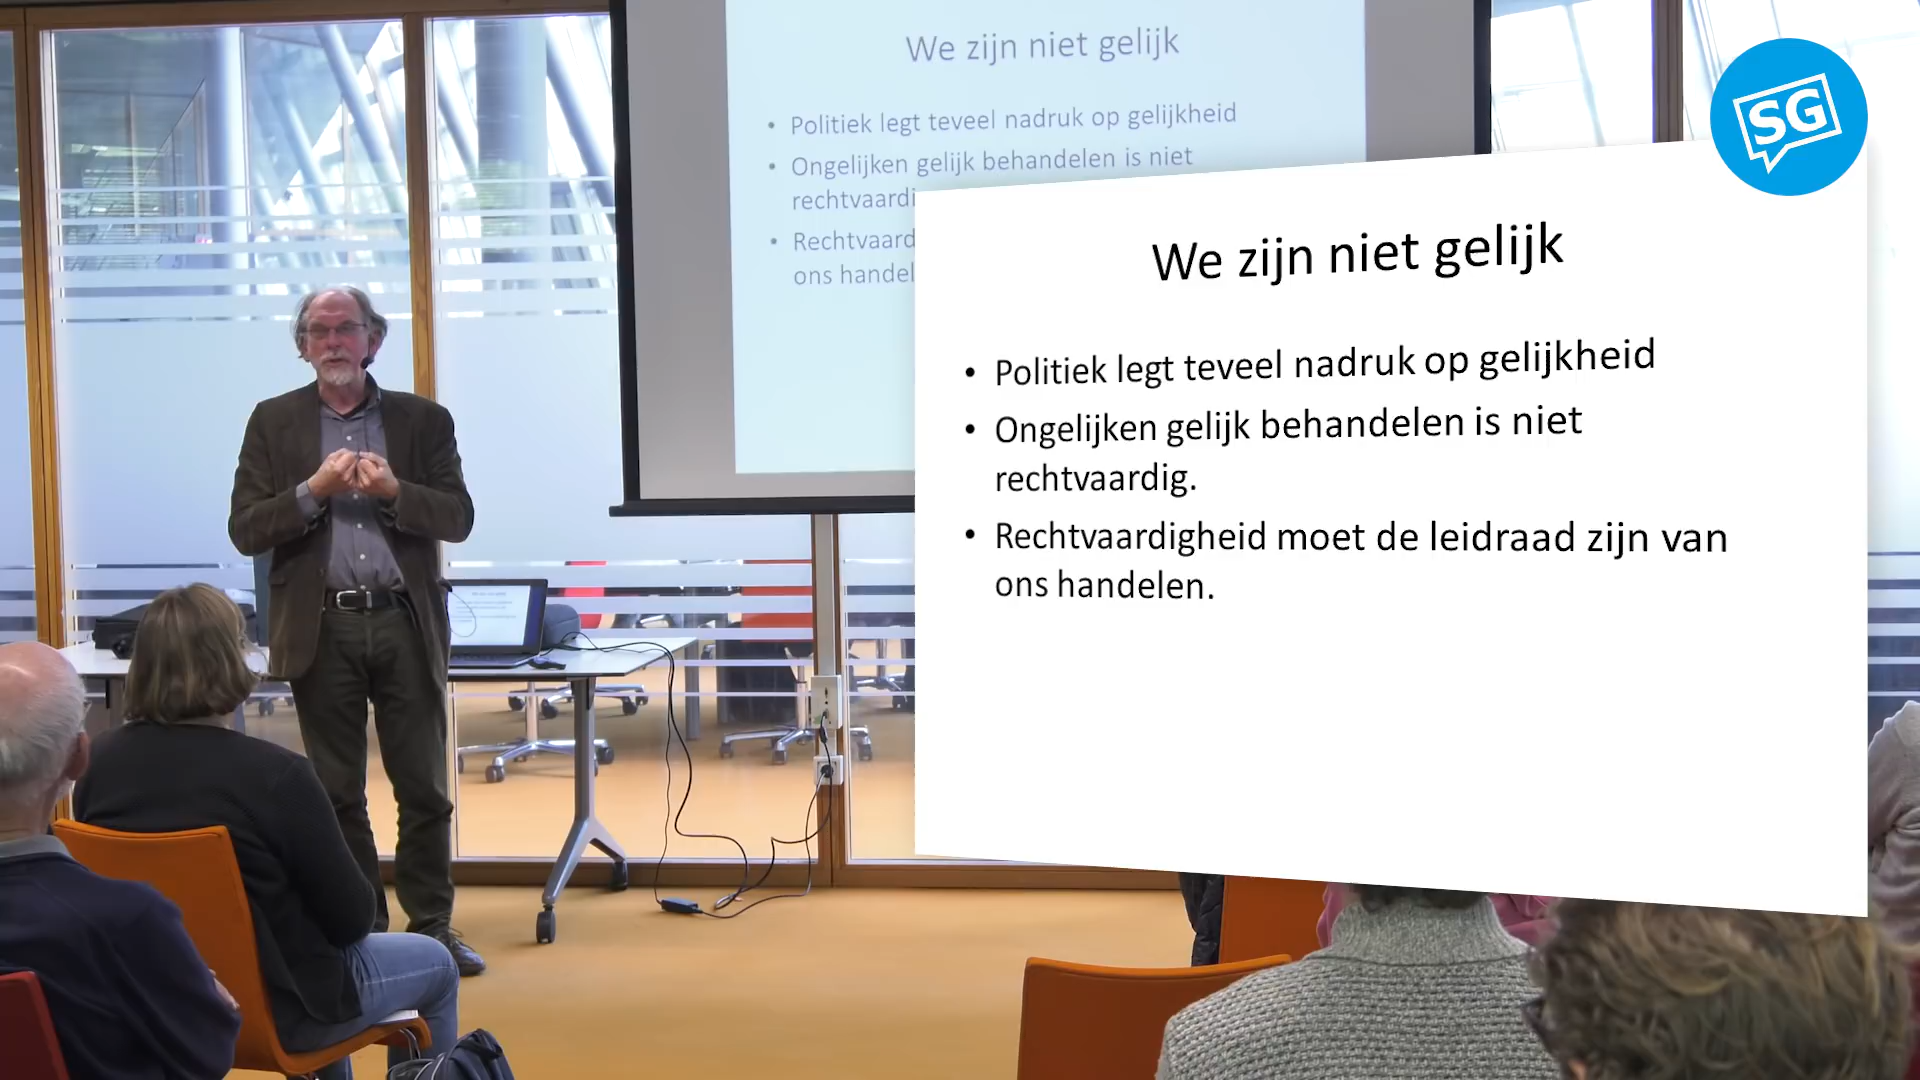 We zijn niet gelijk
• Politiek legt teveel nadruk op gelijkheid
• Ongelijken gelijk behandelen is niet
rechtvaardi
• Rechtvaard
ons handel
SG
We zijn niet gelijk
• Politiek legt teveel nadruk op gelijkheid
• Ongelijken gelijk behandelen is niet
rechtvaardig.
• Rechtvaardigheid moet de leidraad zijn van
ons handelen.